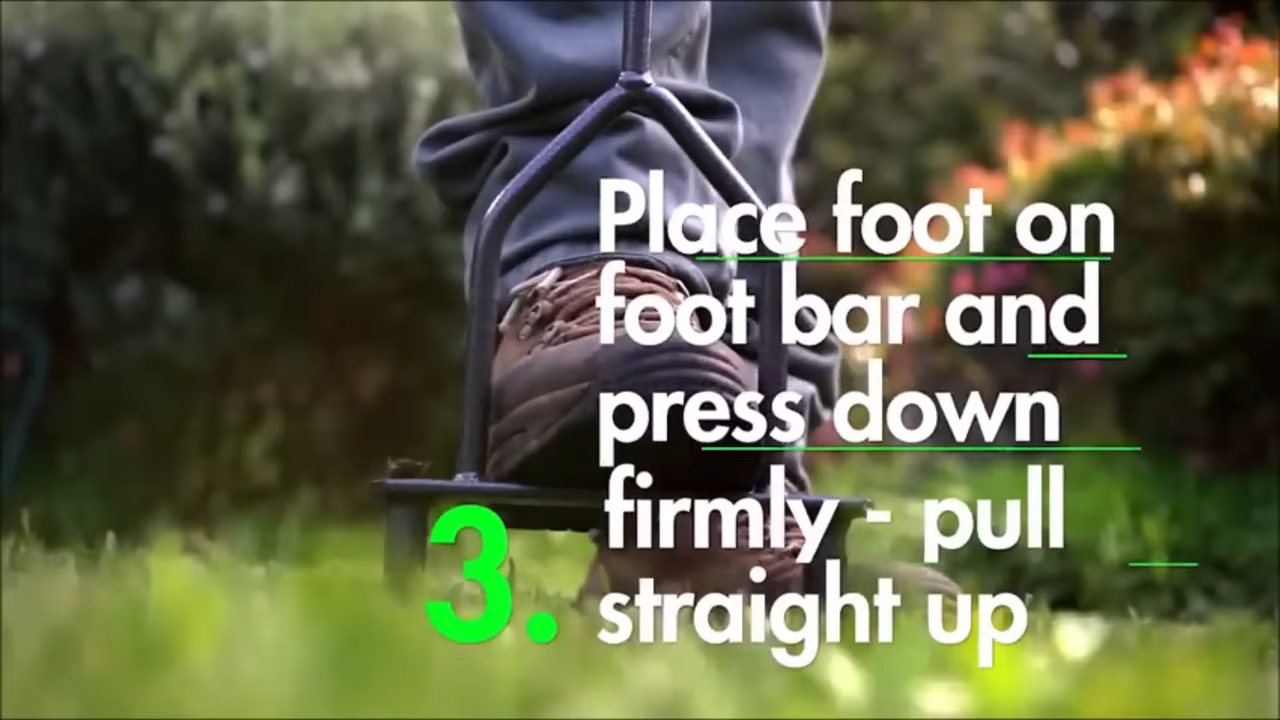 Place foot on
foot bar and
press down
firmly - pull
3. straight up